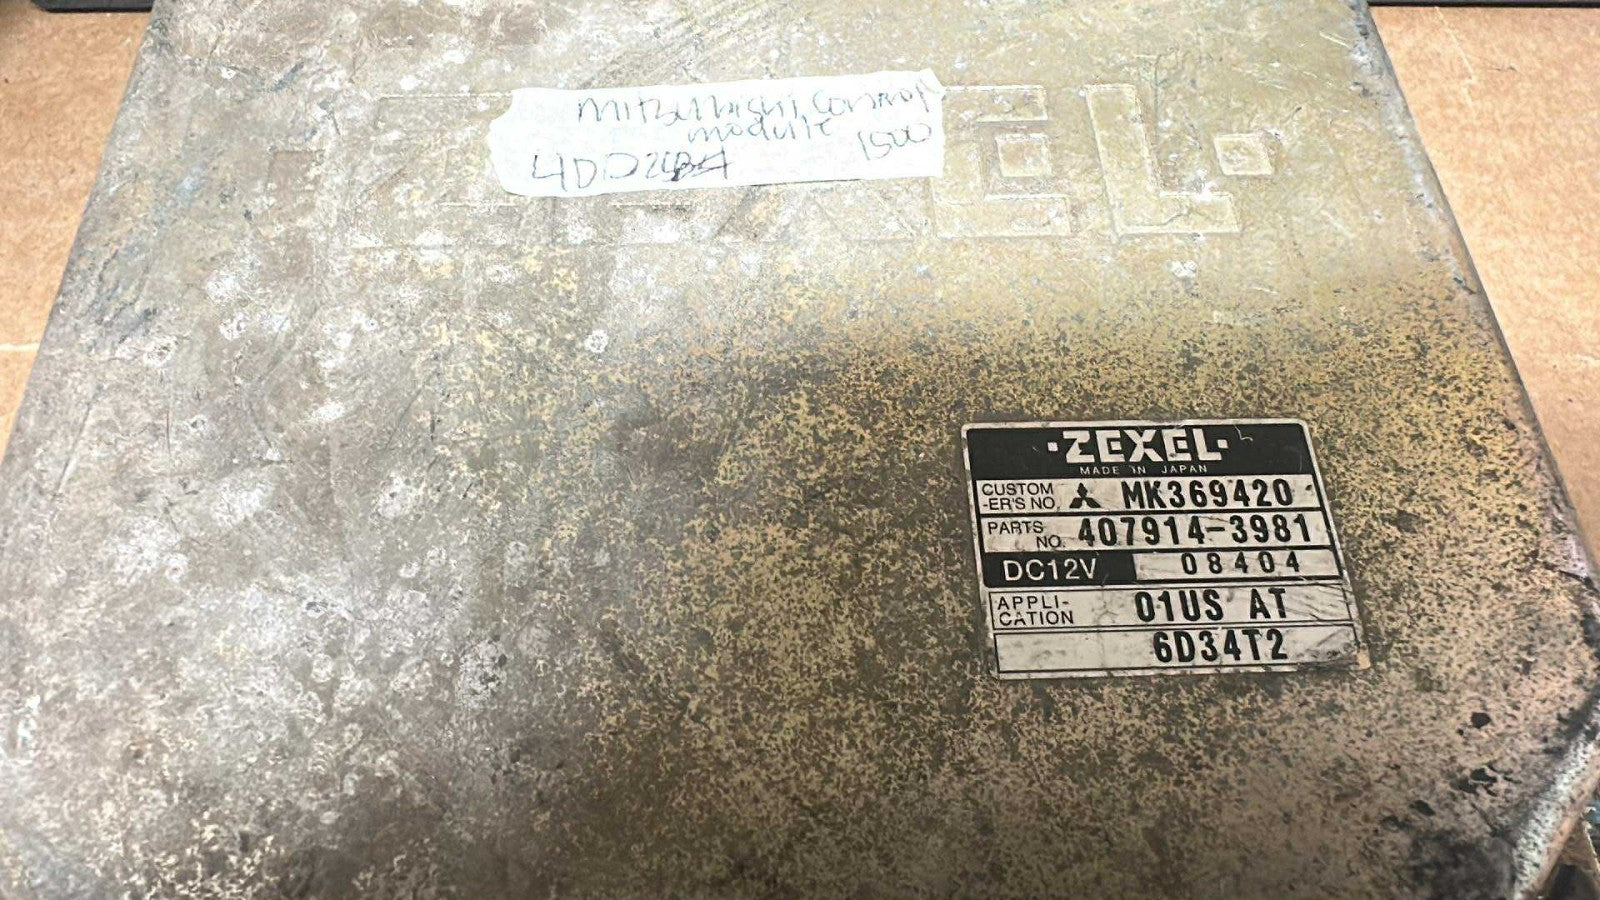 mitsubishi control
module
1500
ZEXEL.
·ZEXEL·
MADE IN JAPAN
CUSTOM
-ER'S NO. MK369420
PARTS
NO. 407914-3981
DC12V 08404
APPLI-
CATION 01US AT
6D34T2